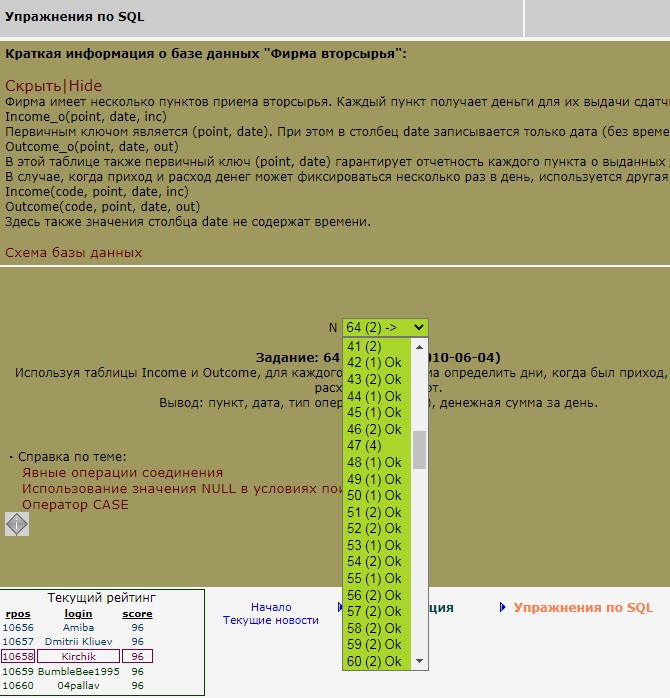 Упражнения по SQL
Краткая информация о базе данных "Фирма вторсырья":
Скрыть|Hide
Фирма имеет несколько пунктов приема вторсырья. Каждый пункт получает деньги для их выдачи сдатч
Income_o(point, date, inc)
Первичным ключом является (point, date). При этом в столбец date записывается только дата (без време
Outcome_o(point, date, out)
В этой таблице также первичный ключ (point, date) гарантирует отчетность каждого пункта о выданных
В случае, когда приход и расход денег может фиксироваться несколько раз в день, используется другая
Income(code, point, date, inc)
Outcome(code, point, date, out)
Здесь также значения столбца date не содержат времени.
Схема базы данных
N 64 (2) ->
41 (2)
42 (1) Ok
43 (2) Ok
44 (1) Ok
45 (1) Ok
46 (2) Ok
47 (4)
48 (1) Ok
49 (1) Ok
50 (1) Ok
51 (2) Ok
52 (2) Ok
53 (1) Ok
54 (2) Ok
55 (1) Ok
56 (2) Ok
57 (2) Ok
58 (2) Ok
59 (2) Ok
60 (2) Ok
Задание: 64 010-06-04)
Используя таблицы Income и Outcome, для каждого ма определить дни, когда был приход,
расх от.
Вывод: пункт, дата, тип опер ), денежная сумма за день.
· Справка по теме:
Явные операции соединения
Использование значения NULL в условиях пои
Оператор CASE
Текущий рейтинг
rpos login score
10656 Amiba 96
10657 Dmitrii Kliuev 96
10658 Kirchik 96
10659 BumbleBee1995 96
10660 04pallav 96
Начало
Текущие новости
ция
Упражнения по SQL